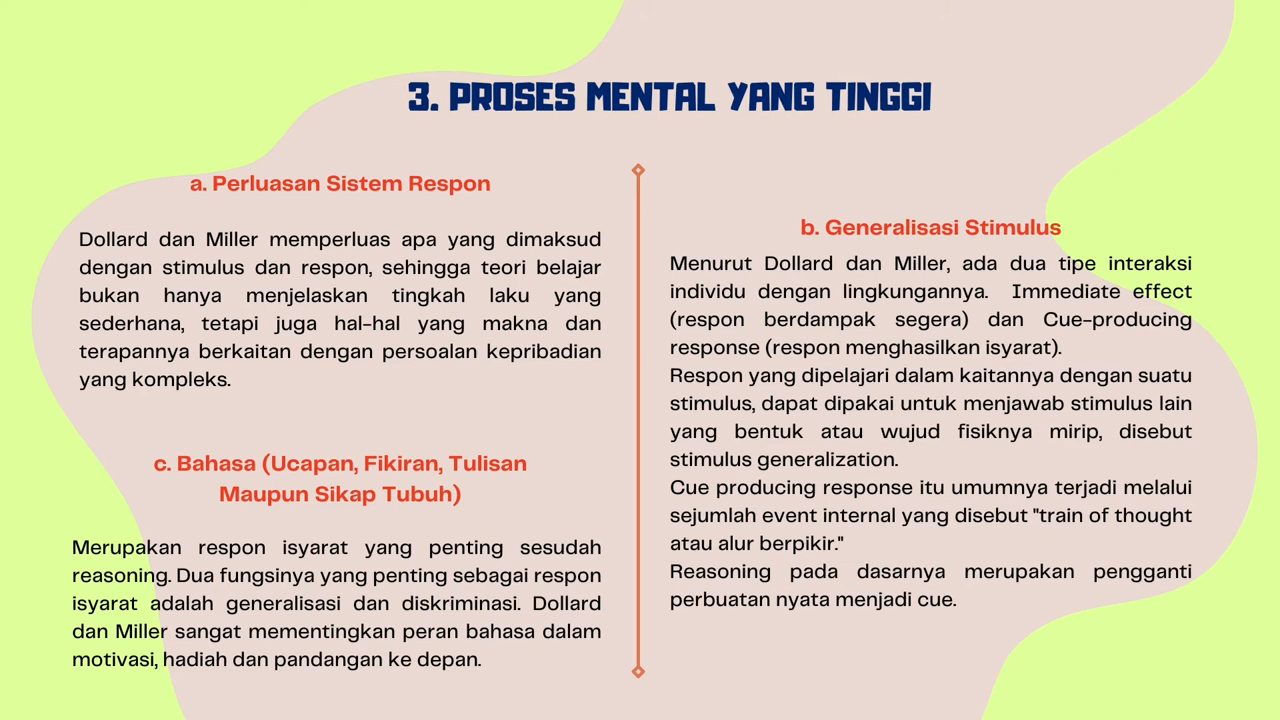 3. PROSES MENTAL YANG TINGGI
a. Perluasan Sistem Respon
Dollard dan Miller memperluas apa yang dimaksud
dengan stimulus dan respon, sehingga teori belajar
bukan hanya menjelaskan tingkah laku yang
sederhana, tetapi juga hal-hal yang makna dan
terapannya berkaitan dengan persoalan kepribadian
yang kompleks.
b. Generalisasi Stimulus
Menurut Dollard dan Miller, ada dua tipe interaksi
individu dengan lingkungannya. Immediate effect
(respon berdampak segera) dan Cue-producing
response (respon menghasilkan isyarat).
Respon yang dipelajari dalam kaitannya dengan suatu
stimulus, dapat dipakai untuk menjawab stimulus lain
yang bentuk atau wujud fisiknya mirip, disebut
stimulus generalization.
Cue producing response itu umumnya terjadi melalui
sejumlah event internal yang disebut "train of thought
atau alur berpikir."
Reasoning pada dasarnya merupakan pengganti
perbuatan nyata menjadi cue.
c. Bahasa (Ucapan, Fikiran, Tulisan
Maupun Sikap Tubuh)
Merupakan respon isyarat yang penting sesudah
reasoning. Dua fungsinya yang penting sebagai respon
isyarat adalah generalisasi dan diskriminasi. Dollard
dan Miller sangat mementingkan peran bahasa dalam
motivasi, hadiah dan pandangan ke depan.